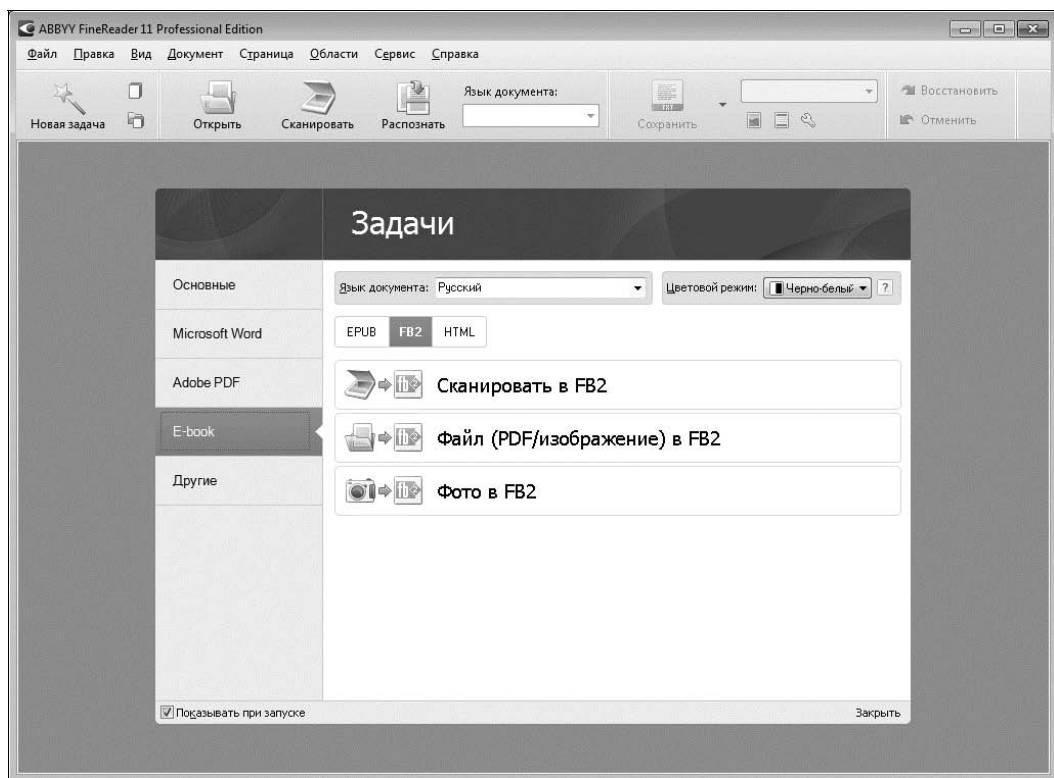 ABBYY FineReader 11 Professional Edition
Файл Правка Вид Документ Страница Области Сервис Справка
Язык документа:
Новая задача Открыть Сканировать Распознать Сохранить
Восстановить
Отменить
Задачи
Основные
Microsoft Word
Adobe PDF
E-book
Другие
Язык документа: Русский Цветовой режим: Черно-белый ?
EPUB FB2 HTML
Сканировать в FB2
Файл (PDF/изображение) в FB2
Фото в FB2
Показывать при запуске Закрыть